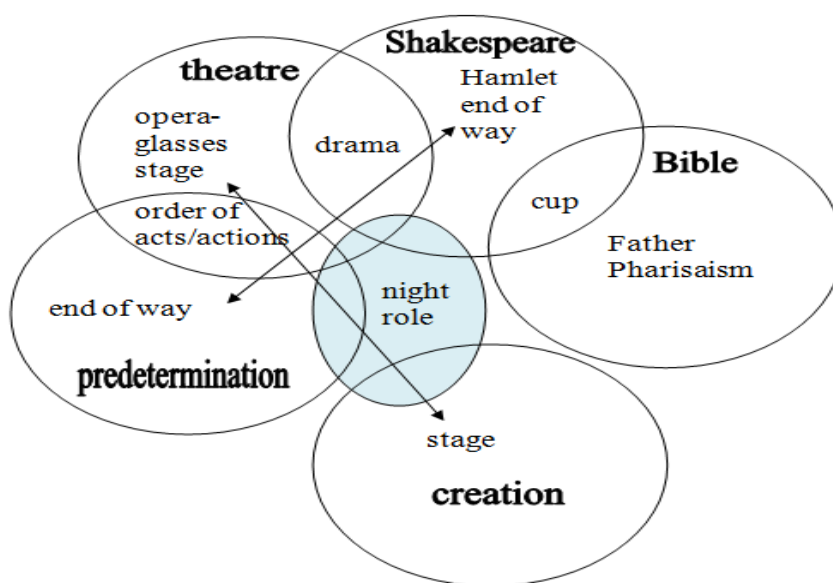 Shakespeare
theatre
Hamlet
end of
way
opera-
glasses
stage
drama
Bible
cup
order of
acts/actions
Father
Pharisaism
night
role
end of way
predetermination
stage
creation